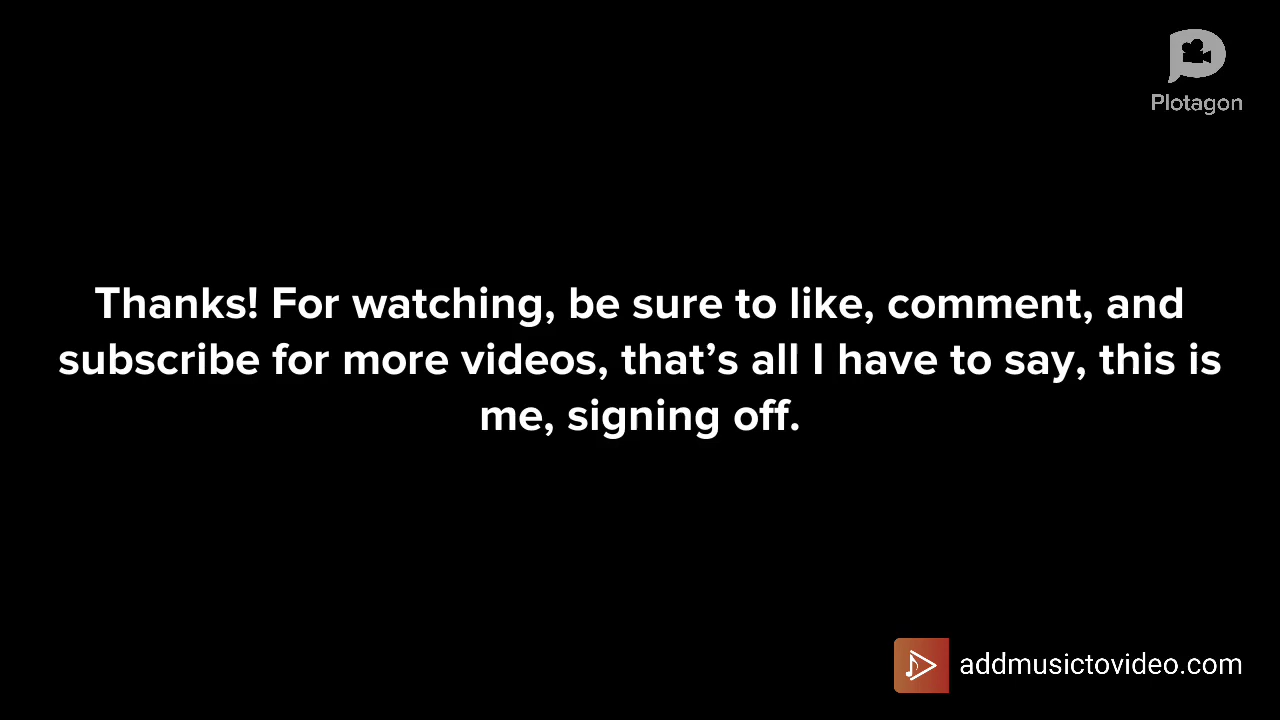 Plotagon
Thanks! For watching, be sure to like, comment, and
subscribe for more videos, that’s all I have to say, this is
me, signing off.
addmusictovideo.com